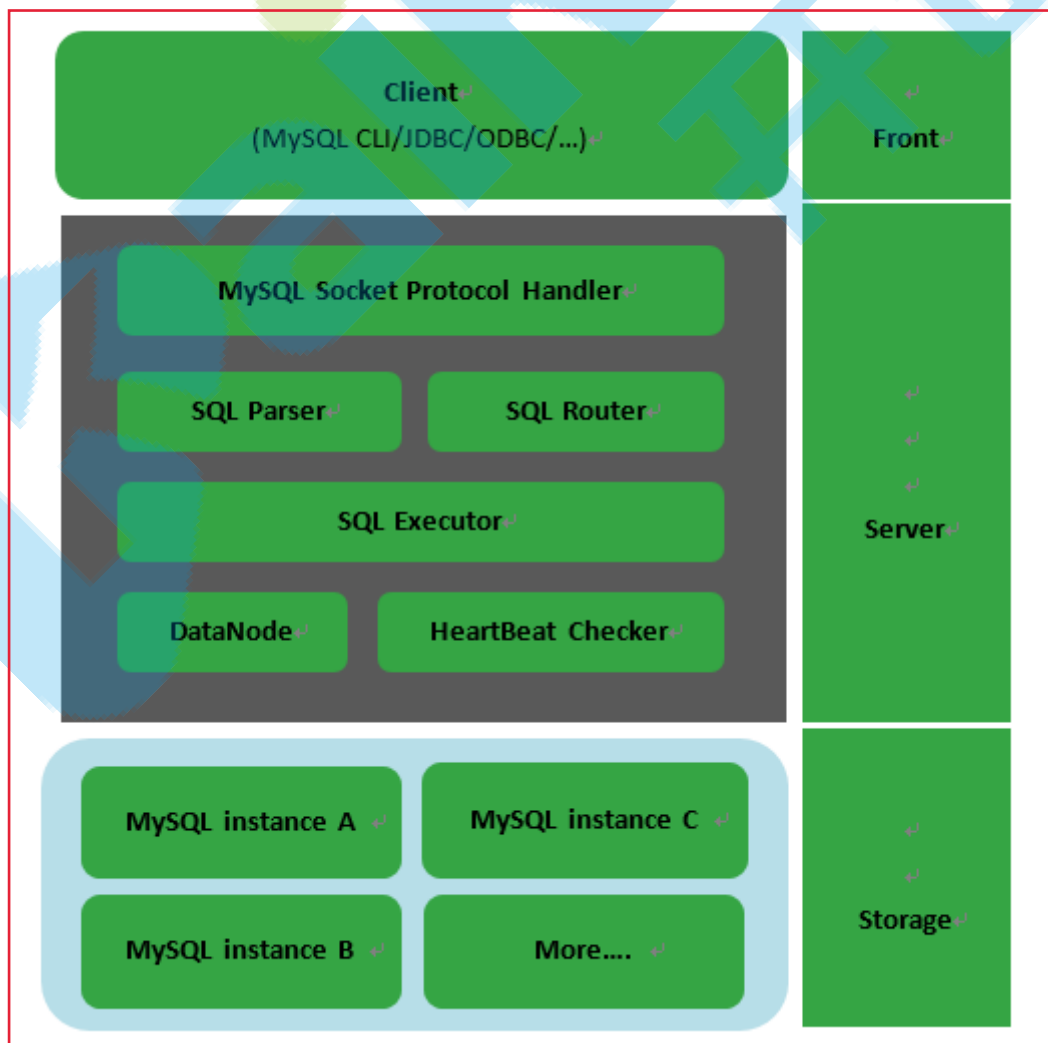 Client
(MySQL CLI/JDBC/ODBC/...)
Front
MySQL Socket Protocol Handler
SQL Parser
SQL Router
SQL Executor
DataNode
HeartBeat Checker
Server
MySQL instance A
MySQL instance C
MySQL instance B
More....
Storage